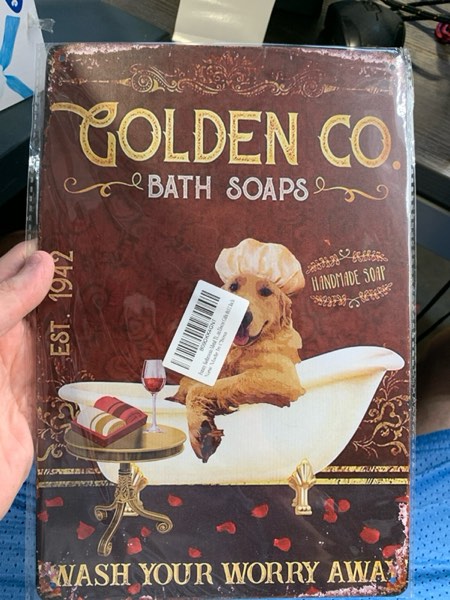 GOLDEN CO.
BATH SOAPS
EST. 1942
HANDMADE SOAP
WASH YOUR WORRY AWAY